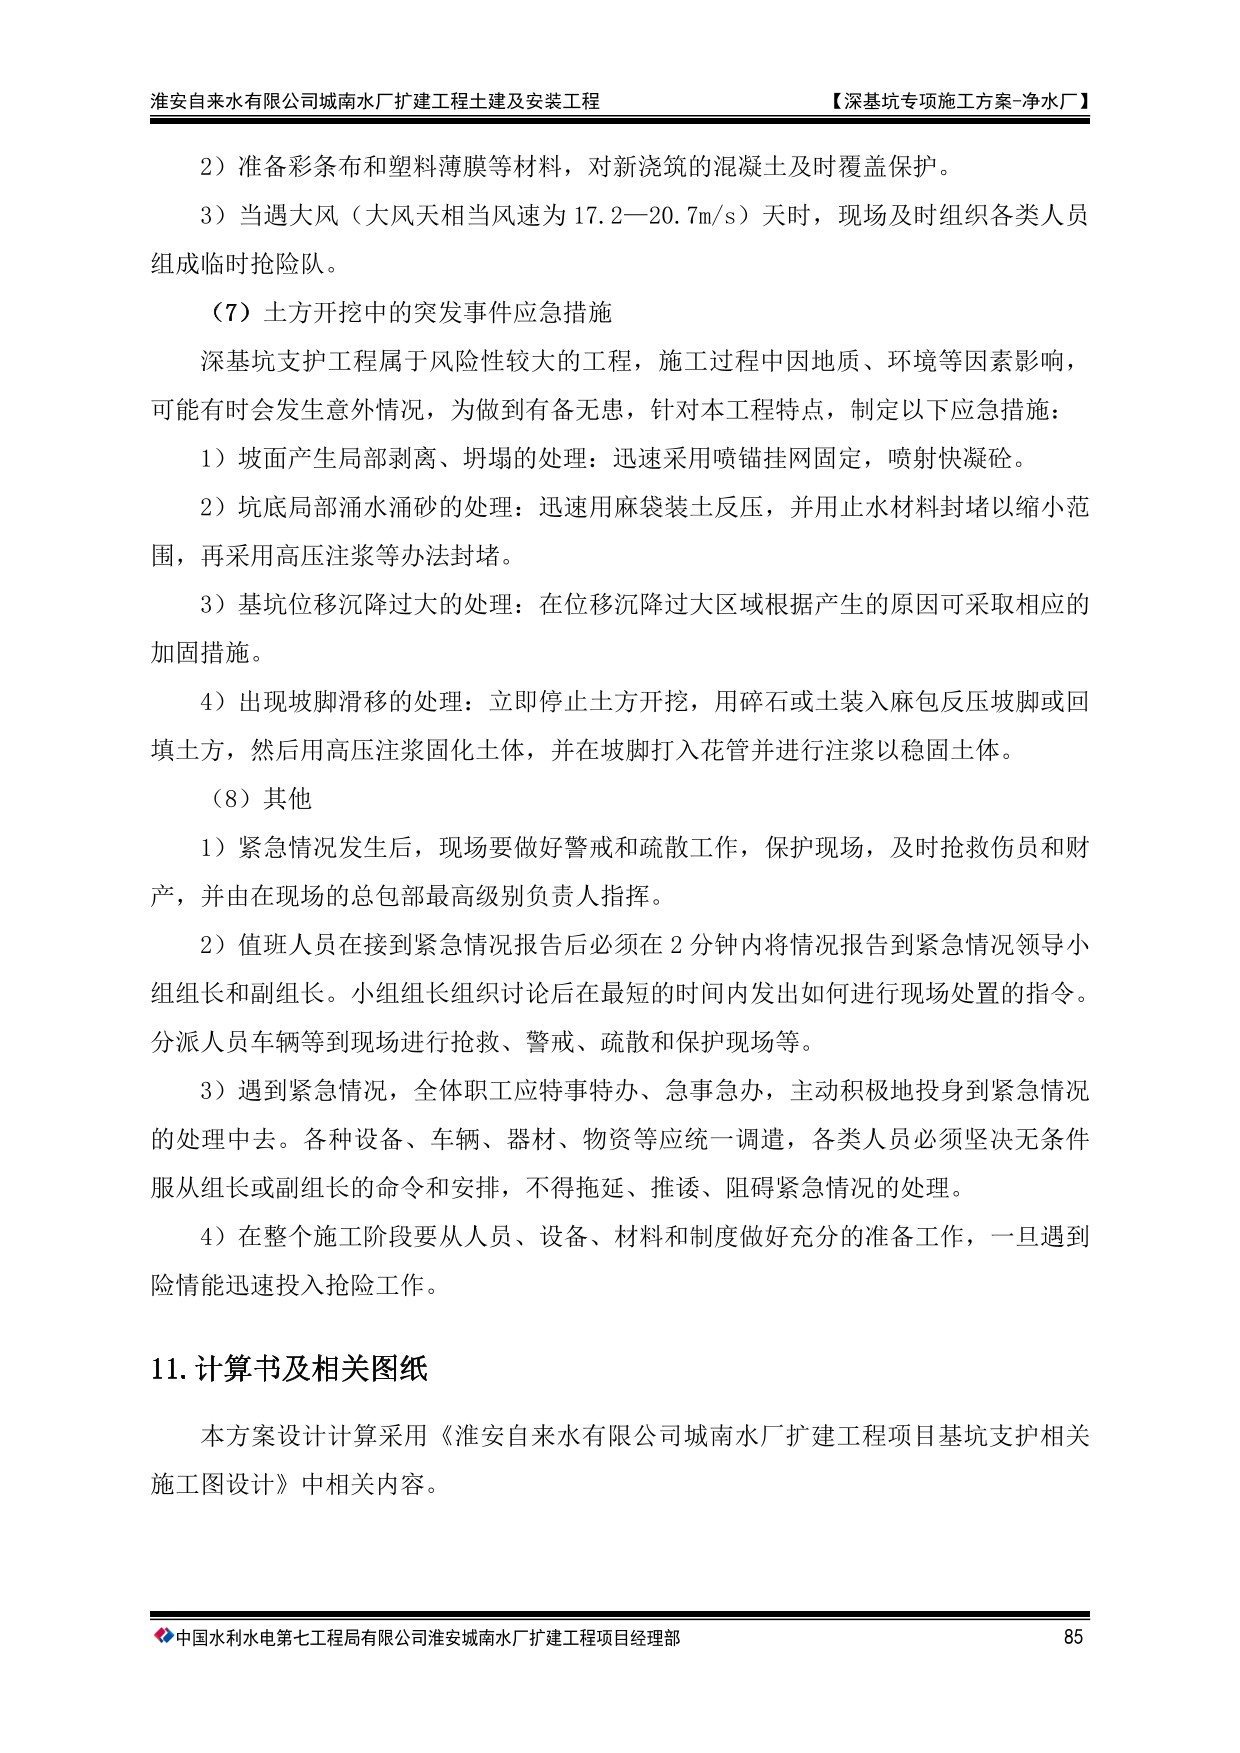 淮安自来水有限公司城南水厂扩建工程土建及安装工程 【深基坑专项施工方案-净水厂】
2）准备彩条布和塑料薄膜等材料，对新浇筑的混凝土及时覆盖保护。
3）当遇大风（大风天相当风速为 17.2—20.7m/s）天时，现场及时组织各类人员
组成临时抢险队。
（7）土方开挖中的突发事件应急措施
深基坑支护工程属于风险性较大的工程，施工过程中因地质、环境等因素影响，
可能有时会发生意外情况，为做到有备无患，针对本工程特点，制定以下应急措施：
1）坡面产生局部剥离、坍塌的处理：迅速采用喷锚挂网固定，喷射快凝砼。
2）坑底局部涌水涌砂的处理：迅速用麻袋装土反压，并用止水材料封堵以缩小范
围，再采用高压注浆等办法封堵。
3）基坑位移沉降过大的处理：在位移沉降过大区域根据产生的原因可采取相应的
加固措施。
4）出现坡脚滑移的处理：立即停止土方开挖，用碎石或土装入麻包反压坡脚或回
填土方，然后用高压注浆固化土体，并在坡脚打入花管并进行注浆以稳固土体。
（8）其他
1）紧急情况发生后，现场要做好警戒和疏散工作，保护现场，及时抢救伤员和财
产，并由在现场的总包部最高级别负责人指挥。
2）值班人员在接到紧急情况报告后必须在 2 分钟内将情况报告到紧急情况领导小
组组长和副组长。小组组长组织讨论后在最短的时间内发出如何进行现场处置的指令。
分派人员车辆等到现场进行抢救、警戒、疏散和保护现场等。
3）遇到紧急情况，全体职工应特事特办、急事急办，主动积极地投身到紧急情况
的处理中去。各种设备、车辆、器材、物资等应统一调遣，各类人员必须坚决无条件
服从组长或副组长的命令和安排，不得拖延、推诿、阻碍紧急情况的处理。
4）在整个施工阶段要从人员、设备、材料和制度做好充分的准备工作，一旦遇到
险情能迅速投入抢险工作。
11. 计算书及相关图纸
本方案设计计算采用《淮安自来水有限公司城南水厂扩建工程项目基坑支护相关
施工图设计》中相关内容。
中国水利水电第七工程局有限公司淮安城南水厂扩建工程项目经理部 85